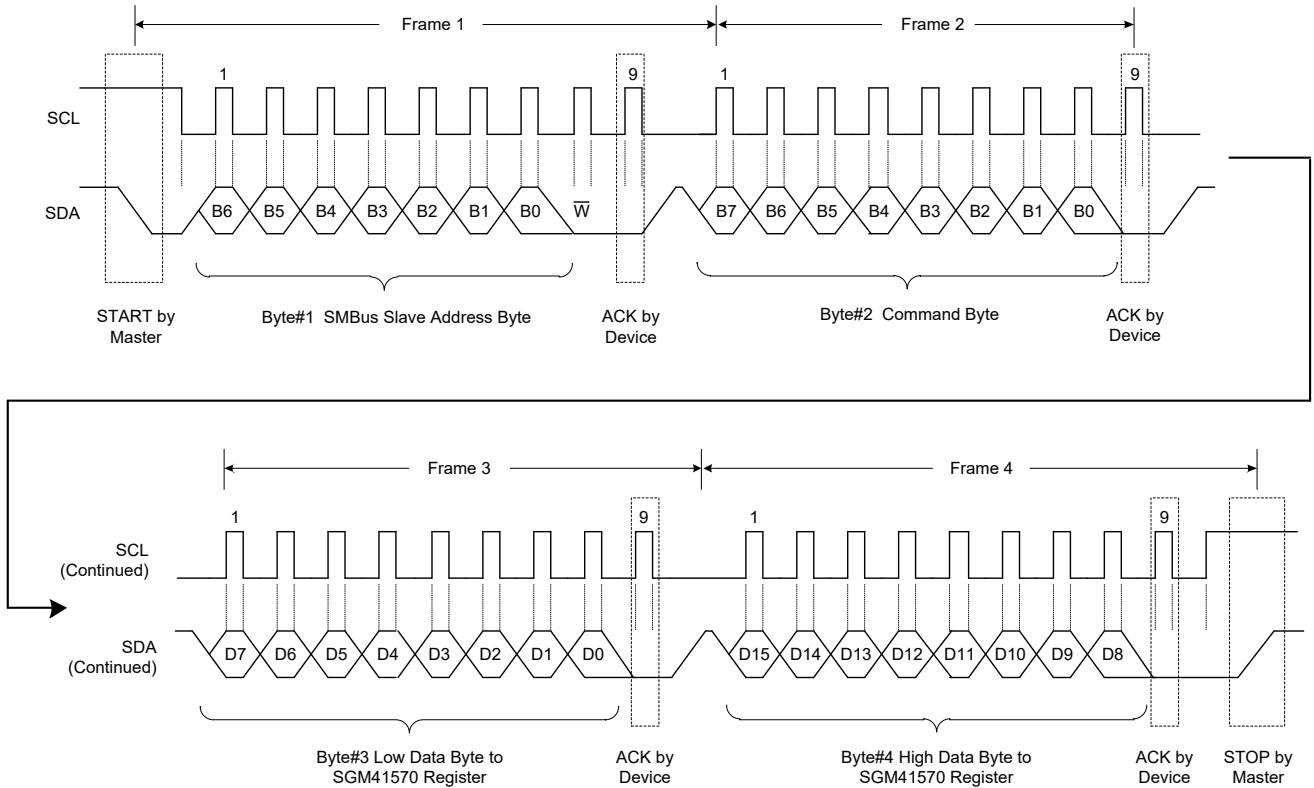 Frame 1
Frame 2
1
9
1
9
SCL
SDA
B6 B5 B4 B3 B2 B1 B0 W̅
B7 B6 B5 B4 B3 B2 B1 B0
START by
Master
Byte#1 SMBus Slave Address Byte
ACK by
Device
Byte#2 Command Byte
ACK by
Device
Frame 3
Frame 4
1
9
1
9
SCL
(Continued)
SDA
(Continued)
D7 D6 D5 D4 D3 D2 D1 D0
D15 D14 D13 D12 D11 D10 D9 D8
Byte#3 Low Data Byte to
SGM41570 Register
ACK by
Device
Byte#4 High Data Byte to
SGM41570 Register
ACK by
Device
STOP by
Master